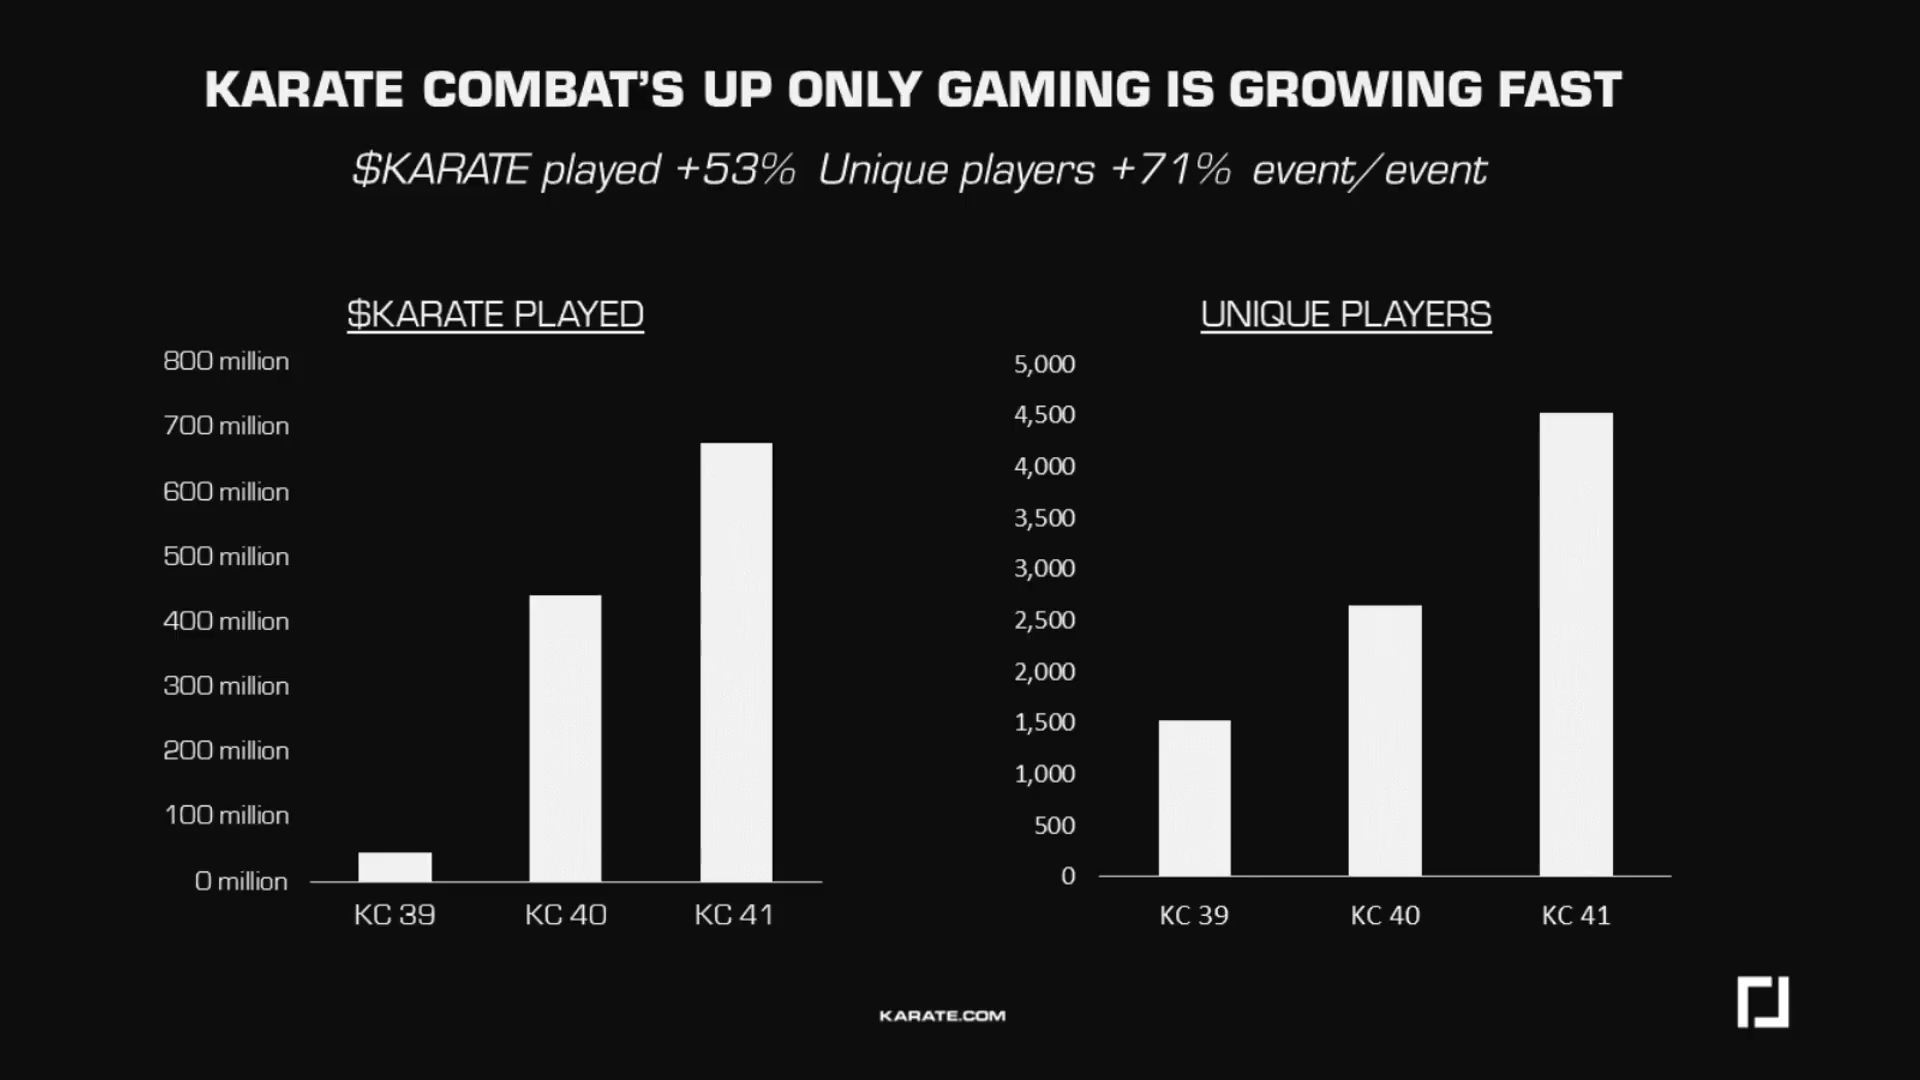 KARATE COMBAT’S UP ONLY GAMING IS GROWING FAST
$KARATE played +53% Unique players +71% event/event
$KARATE PLAYED
800 million
700 million
600 million
500 million
400 million
300 million
200 million
100 million
0 million
KC 39 KC 40 KC 41
UNIQUE PLAYERS
5,000
4,500
4,000
3,500
3,000
2,500
2,000
1,500
1,000
500
0
KC 39 KC 40 KC 41
KARATE.COM